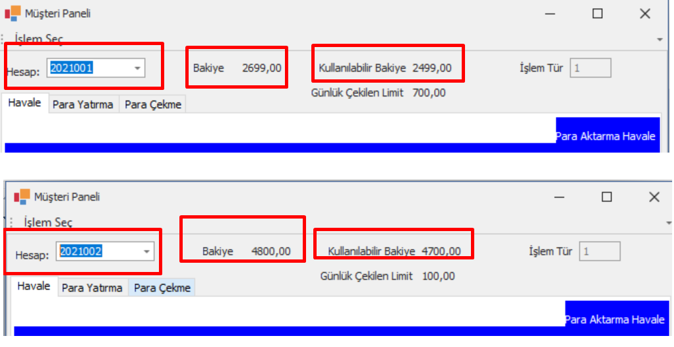 Müşteri Paneli
İşlem Seç
Hesap: 2021001 Bakiye 2699,00 Kullanılabilir Bakiye 2499,00 İşlem Tür 1
Günlük Çekilen Limit 700,00
Havale Para Yatırma Para Çekme
Para Aktarma Havale
Müşteri Paneli
İşlem Seç
Hesap: 2021002 Bakiye 4800,00 Kullanılabilir Bakiye 4700,00 İşlem Tür 1
Günlük Çekilen Limit 100,00
Havale Para Yatırma Para Çekme
Para Aktarma Havale